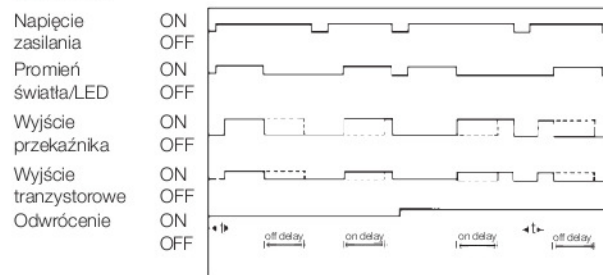 Napięcie ON
zasilania OFF
Promień ON
światła/LED OFF
Wyjście ON
przekaźnika OFF
Wyjście ON
tranzystorowe OFF
Odwrócenie ON
OFF
t off delay on delay on delay t off delay